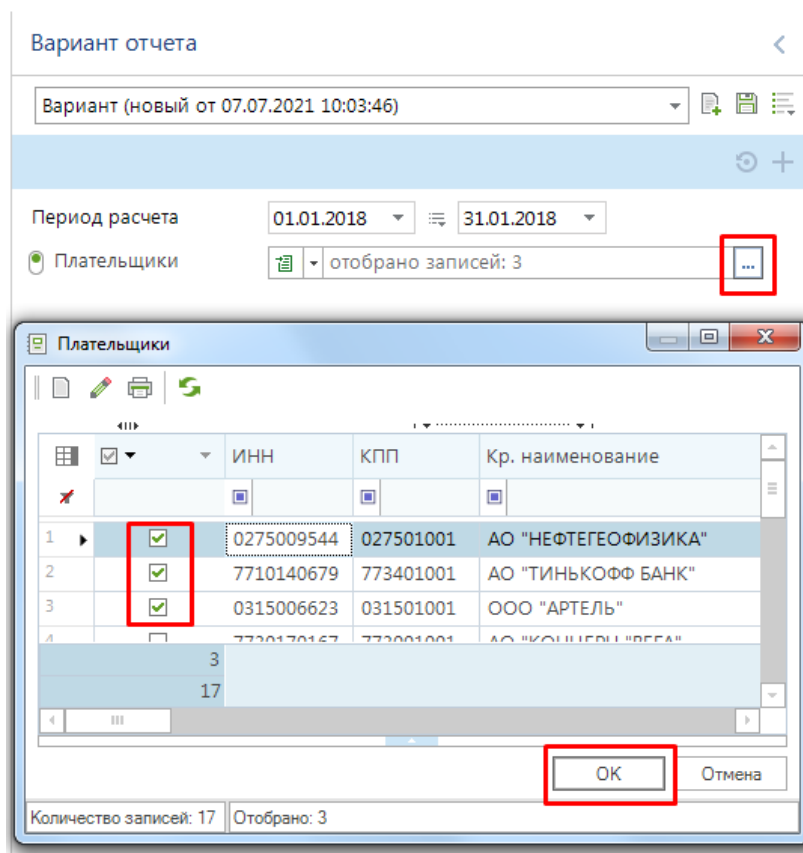 Вариант отчета
Вариант (новый от 07.07.2021 10:03:46)
Период расчета 01.01.2018 31.01.2018
Плательщики отобрано записей: 3 ...
Плательщики
ИНН КПП Кр. наименование
1 0275009544 027501001 АО "НЕФТЕГЕОФИЗИКА"
2 7710140679 773401001 АО "ТИНЬКОФФ БАНК"
3 0315006623 031501001 ООО "АРТЕЛЬ"
4
3
17
OK Отмена
Количество записей: 17 Отобрано: 3